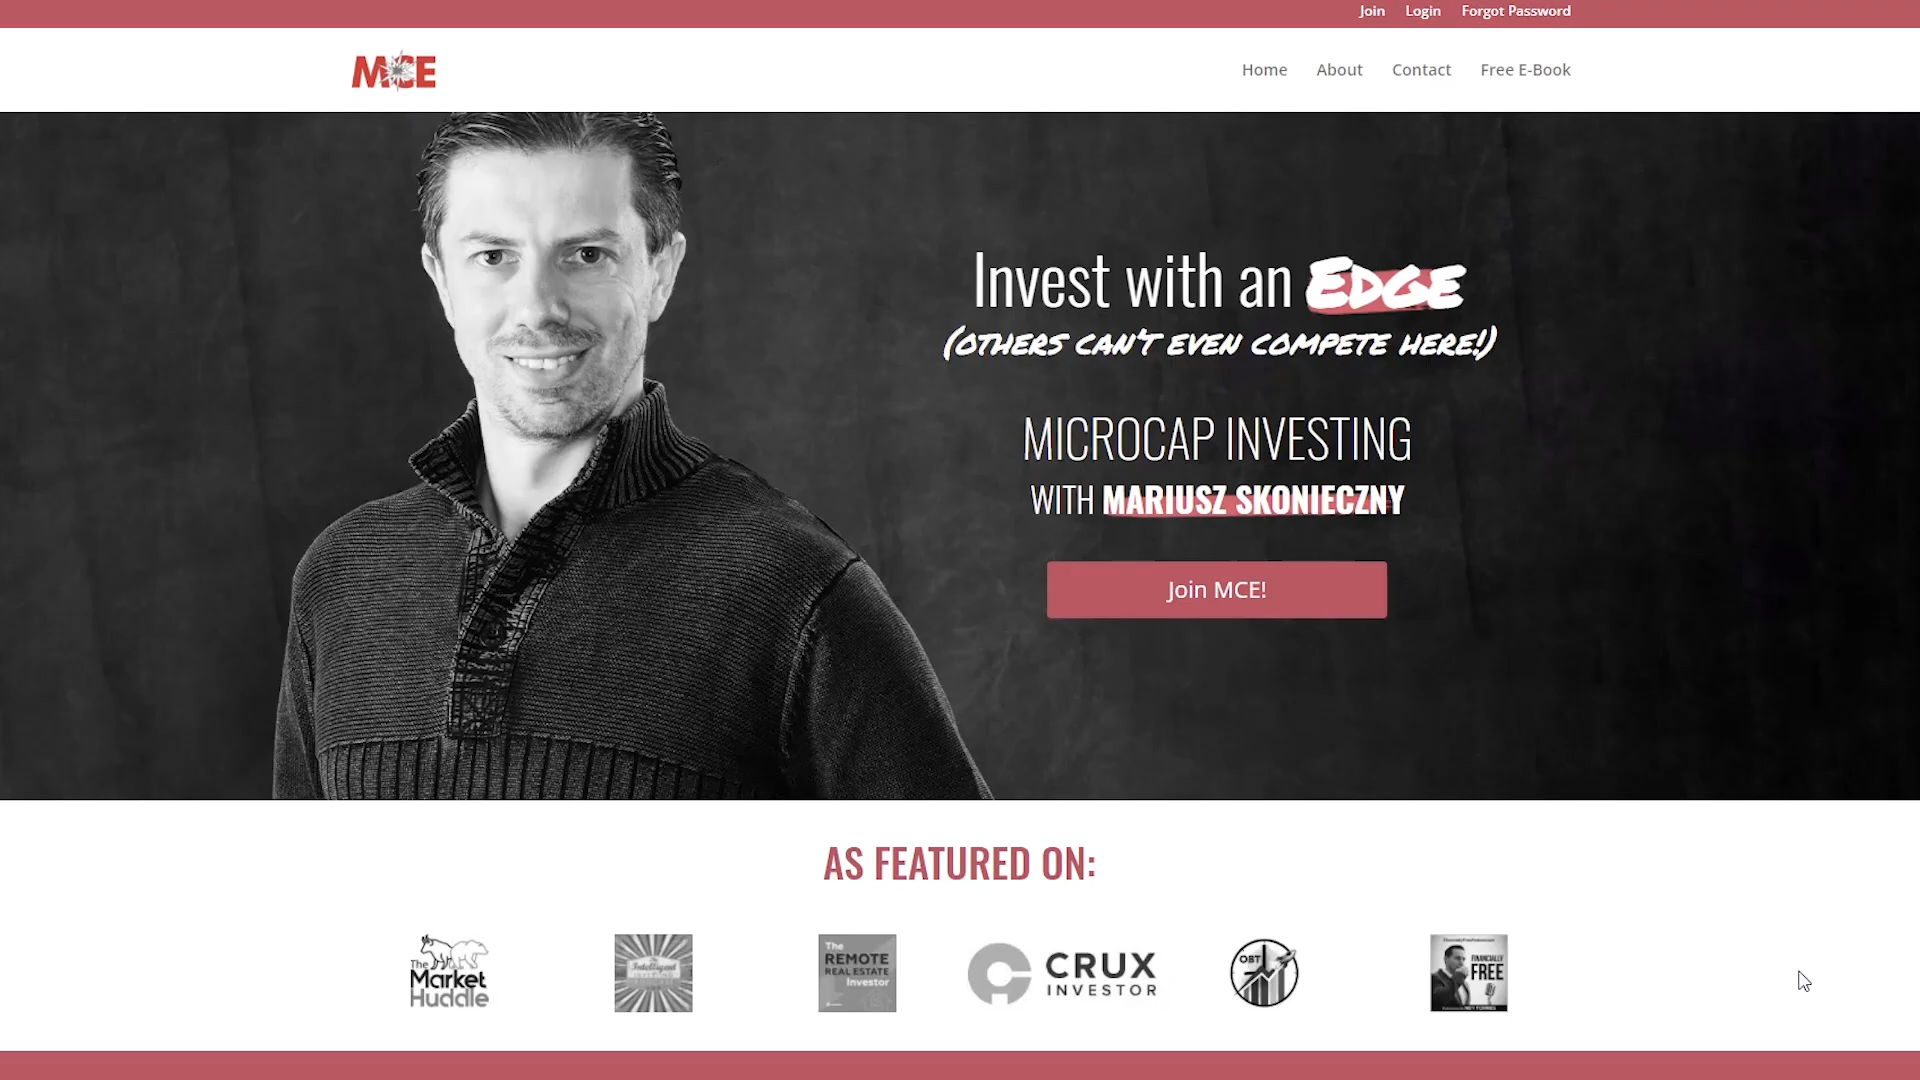 Join Login Forgot Password
MCE
Home About Contact Free E-Book
Invest with an EDGE
(OTHERS CAN'T EVEN COMPETE HERE!)
MICROCAP INVESTING
WITH MARIUSZ SKONIECZNY
Join MCE!
AS FEATURED ON:
The
Market
Huddle
Intelligent
INVESTING
The
REMOTE
REAL ESTATE
Investor
CRUX
INVESTOR
OBT
FINANCIALLY
FREE